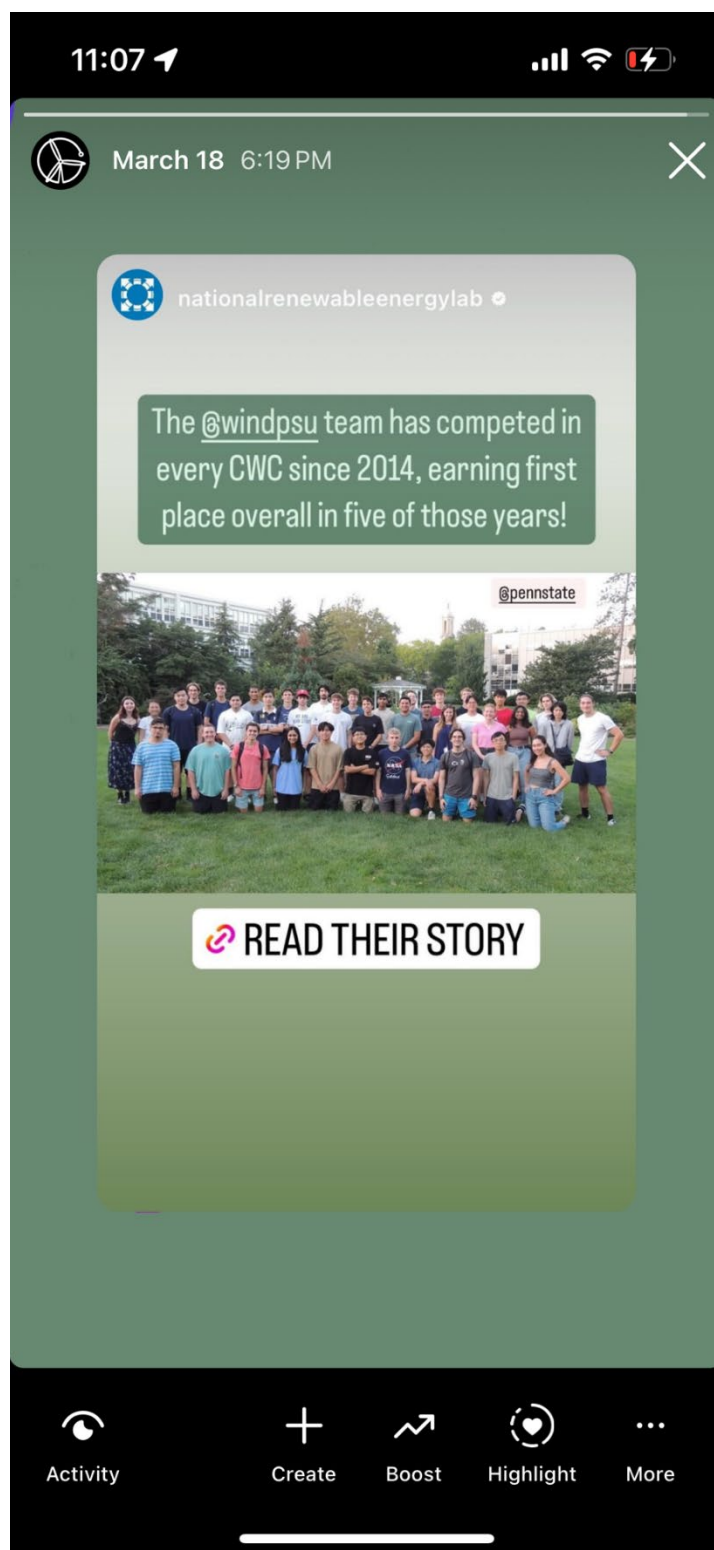 11:07
March 18 6:19 PM
nationalrenewableenergylab
The @windpsu team has competed in
every CWC since 2014, earning first
place overall in five of those years!
@pennstate
READ THEIR STORY
Activity
Create
Boost
Highlight
More